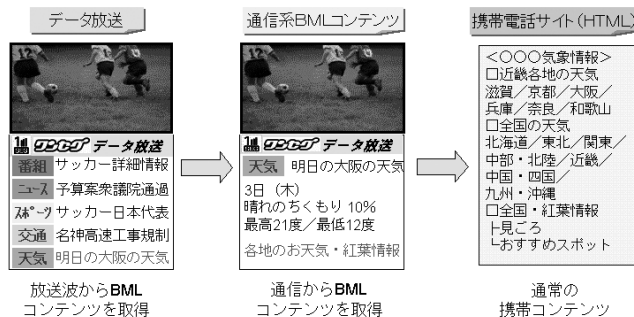 データ放送
1seg ワンセグ データ放送
番組 サッカー詳細情報
ニュース 予算案衆議院通過
スポーツ サッカー日本代表
交通 名神高速工事規制
天気 明日の大阪の天気
放送波からBML
コンテンツを取得
通信系BMLコンテンツ
ワンセグ データ放送
天気 明日の大阪の天気
3日（木）
晴れのちくもり 10%
最高21度／最低12度
各地のお天気・紅葉情報
通信からBML
コンテンツを取得
携帯電話サイト(HTML)
<○○○気象情報>
□近畿各地の天気
滋賀／京都／大阪／
兵庫／奈良／和歌山
□全国の天気
北海道／東北／関東／
中部・北陸／近畿／
中国・四国／
九州・沖縄
□全国・紅葉情報
├見ごろ
└おすすめスポット
通常の
携帯コンテンツ